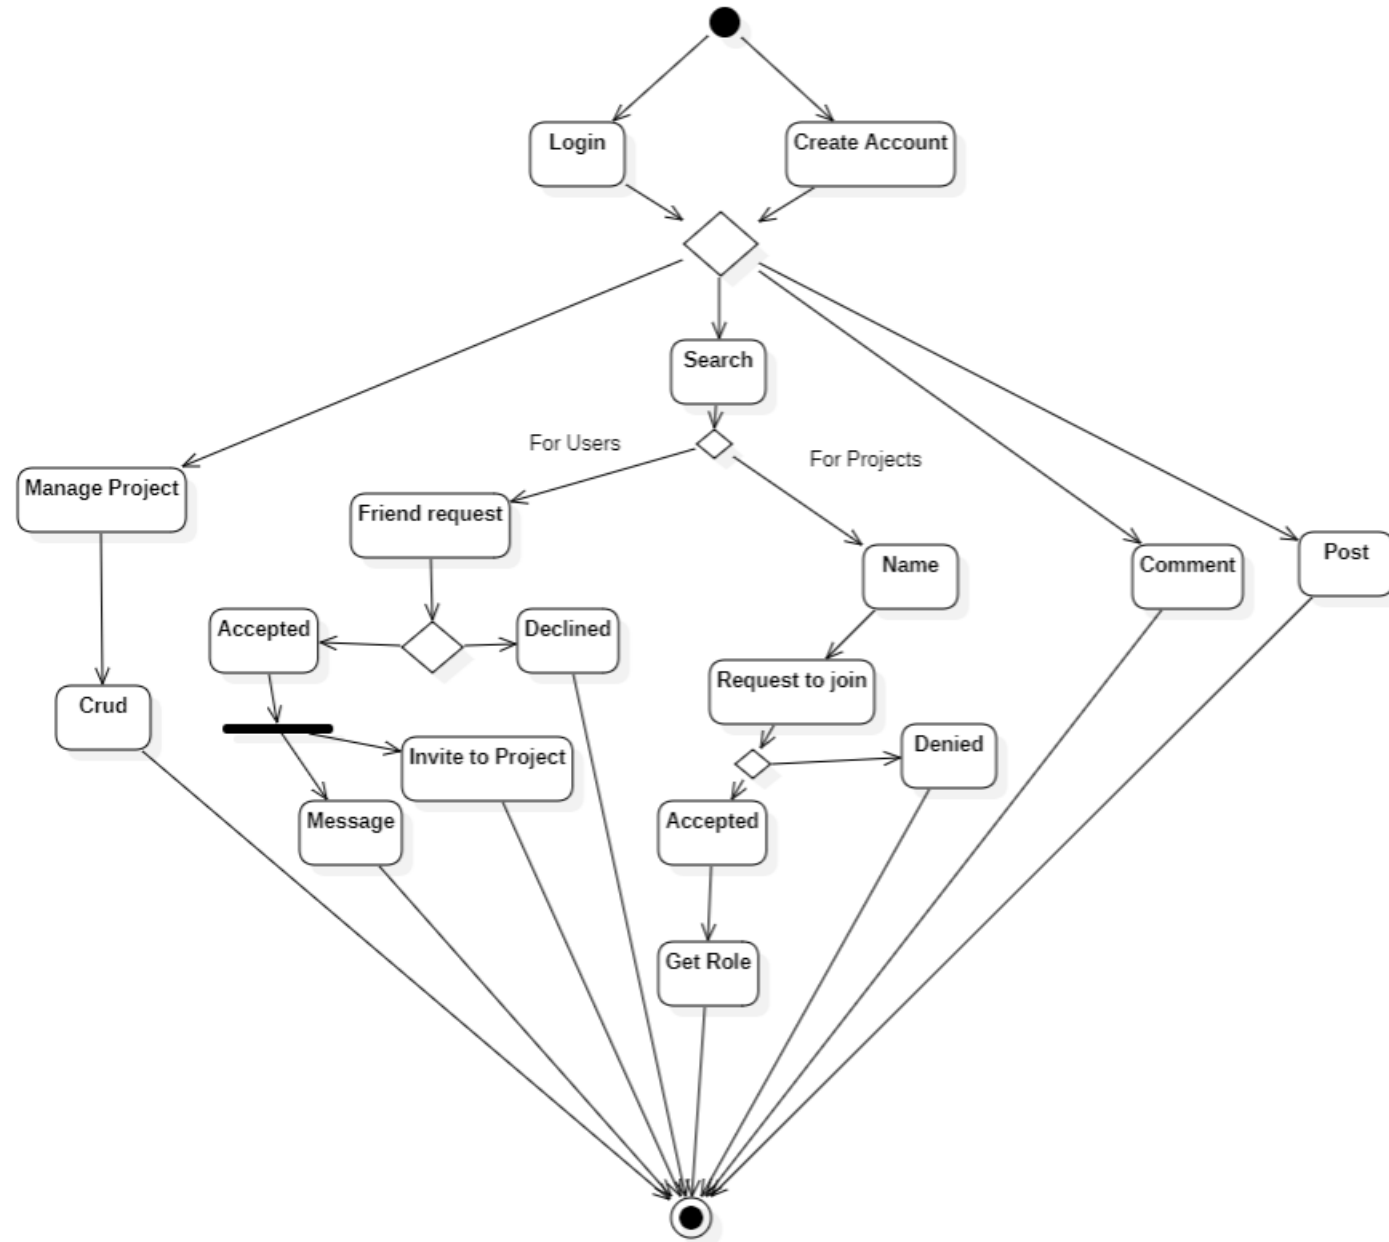 Login
Create Account
Search
For Users
For Projects
Manage Project
Friend request
Name
Comment
Post
Accepted
Declined
Request to join
Crud
Invite to Project
Denied
Message
Accepted
Get Role